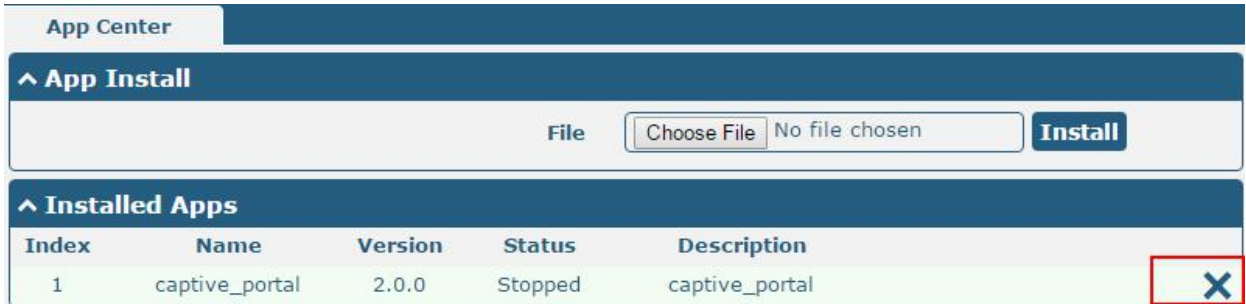 App Center
App Install
File Choose File No file chosen Install
Installed Apps
Index Name Version Status Description
1 captive_portal 2.0.0 Stopped captive_portal